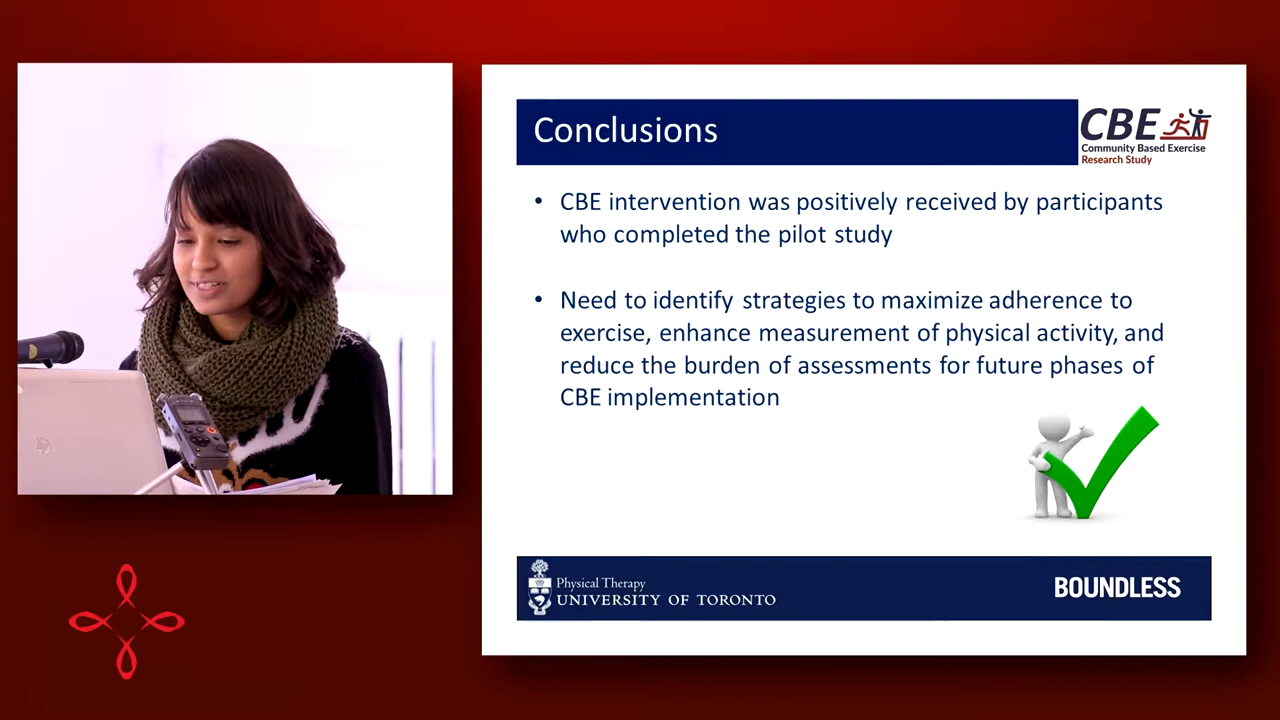 Conclusions
CBE
Community Based Exercise
Research Study
• CBE intervention was positively received by participants
who completed the pilot study
• Need to identify strategies to maximize adherence to
exercise, enhance measurement of physical activity, and
reduce the burden of assessments for future phases of
CBE implementation
Physical Therapy
UNIVERSITY OF TORONTO
BOUNDLESS
hp